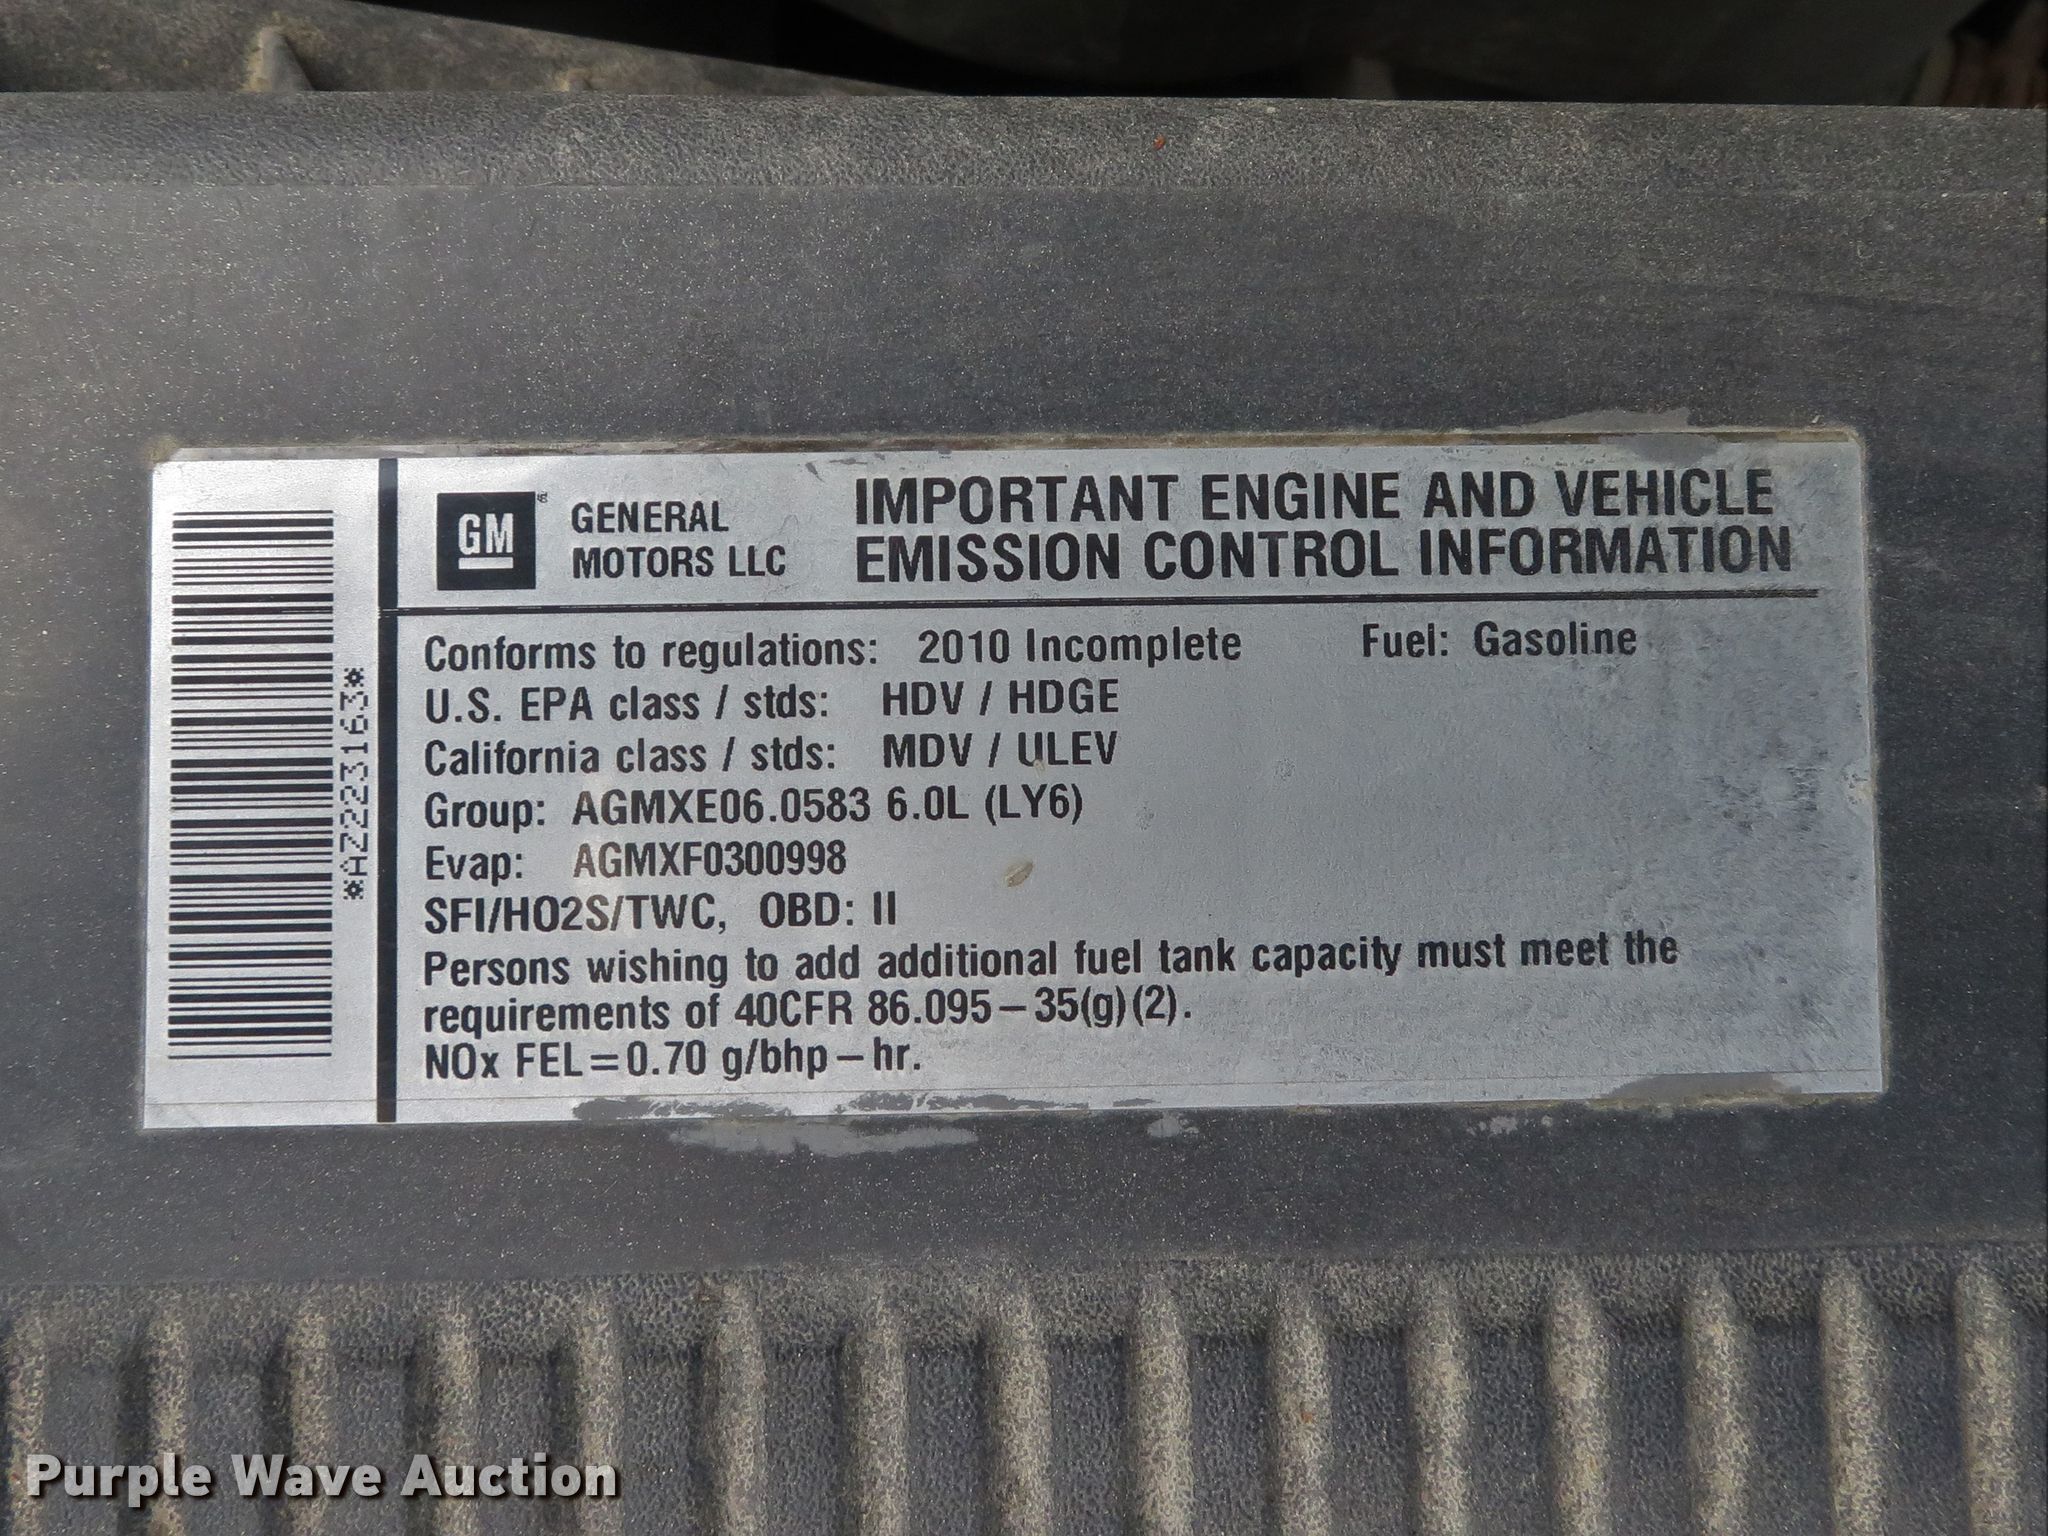 *AZ223163*
GM
GENERAL
MOTORS LLC
IMPORTANT ENGINE AND VEHICLE
EMISSION CONTROL INFORMATION
Conforms to regulations: 2010 Incomplete Fuel: Gasoline
U.S. EPA class / stds: HDV / HDGE
California class / stds: MDV / ULEV
Group: AGMXE06.0583 6.0L (LY6)
Evap: AGMXF0300998
SFI/HO2S/TWC, OBD: II
Persons wishing to add additional fuel tank capacity must meet the
requirements of 40CFR 86.095–35(g)(2).
NOx FEL=0.70 g/bhp–hr.
Purple Wave Auction